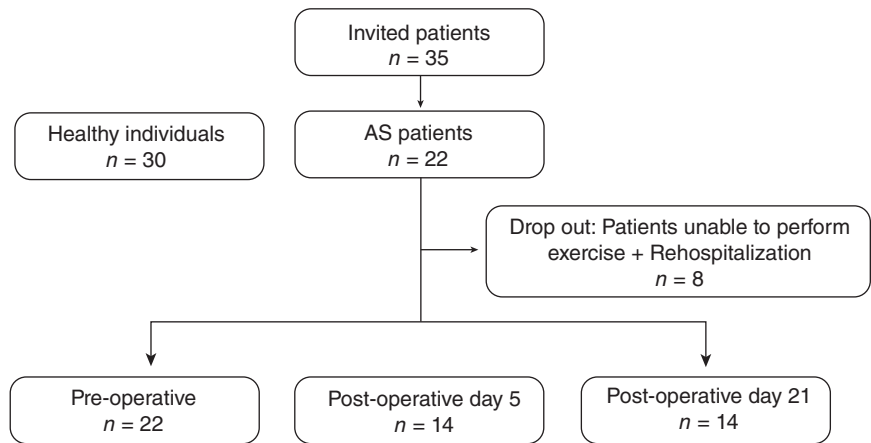 Invited patients
n = 35
Healthy individuals
n = 30
AS patients
n = 22
Drop out: Patients unable to perform
exercise + Rehospitalization
n = 8
Pre-operative
n = 22
Post-operative day 5
n = 14
Post-operative day 21
n = 14